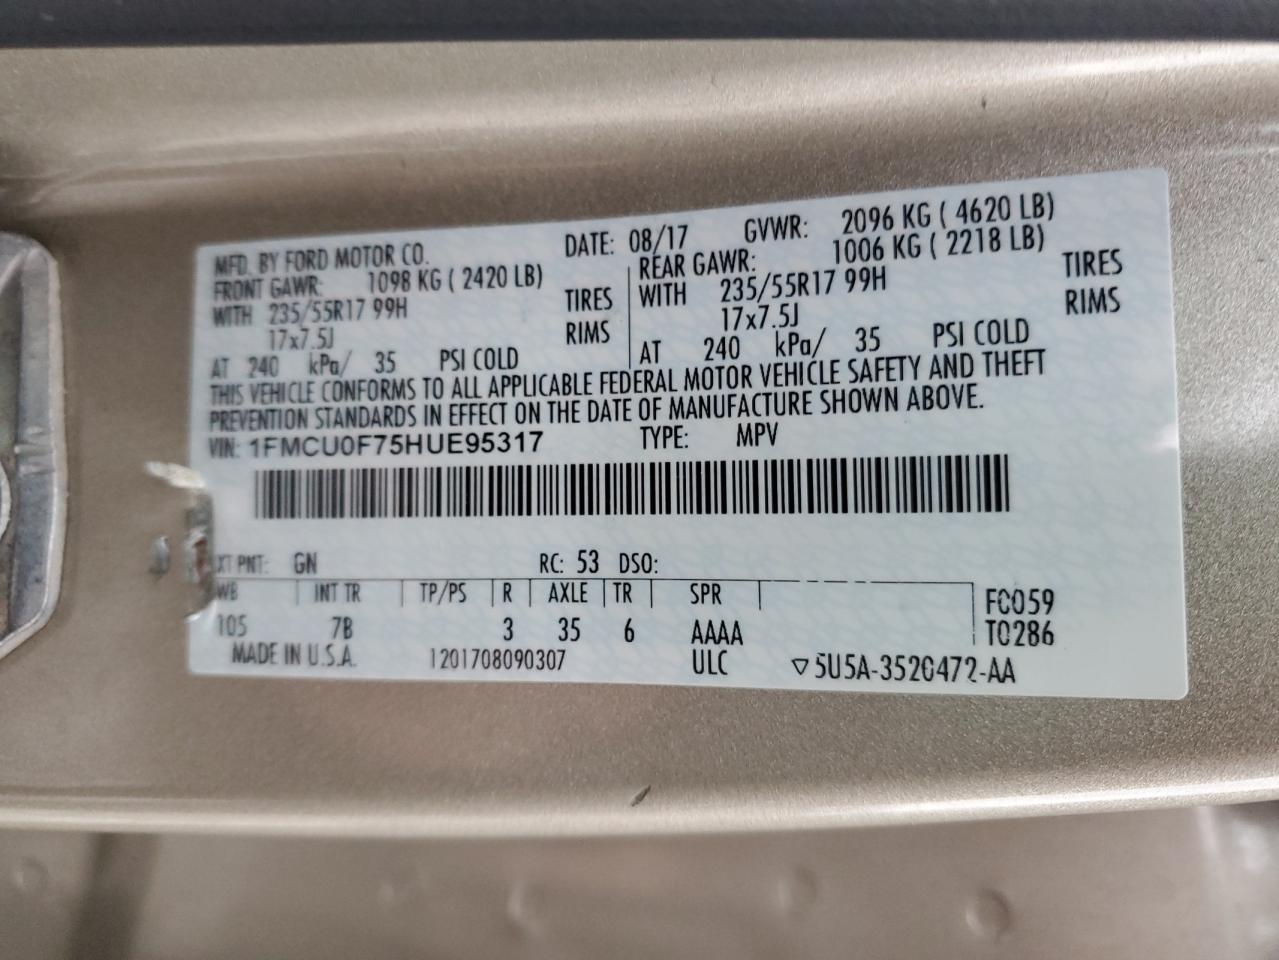 MFD. BY FORD MOTOR CO. DATE: 08/17 GVWR: 2096 KG ( 4620 LB)
FRONT GAWR: 1098 KG ( 2420 LB) REAR GAWR: 1006 KG ( 2218 LB)
WITH 235/55R17 99H TIRES WITH 235/55R17 99H TIRES
17x7.5J RIMS 17x7.5J RIMS
AT 240 kPa/ 35 PSI COLD AT 240 kPa/ 35 PSI COLD
THIS VEHICLE CONFORMS TO ALL APPLICABLE FEDERAL MOTOR VEHICLE SAFETY AND THEFT
PREVENTION STANDARDS IN EFFECT ON THE DATE OF MANUFACTURE SHOWN ABOVE.
VIN: 1FMCU0F75HUE95317 TYPE: MPV
XT PNT: GN RC: 53 DSO:
WB INT TR TP/PS R AXLE TR SPR FC059
105 7B 3 35 6 AAAA T0286
MADE IN U.S.A. 1201708090307 ULC ▽5U5A-3520472-AA